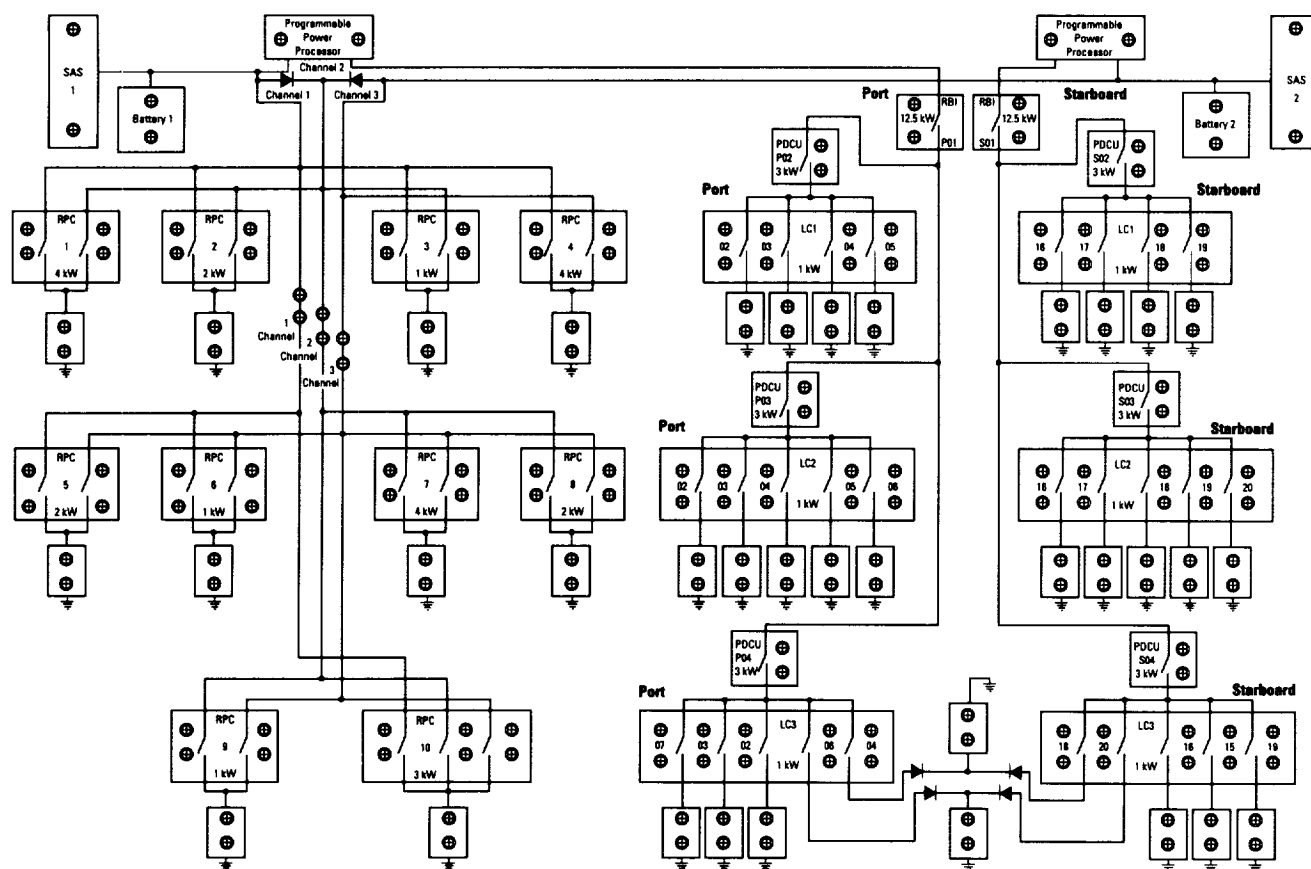 SAS
1
Battery 1
Programmable
Power
Processor
Channel 2
Channel 1
Channel 3
Programmable
Power
Processor
SAS
2
Battery 2
Port
RBI
12.5 kW
P01
RBI
12.5 kW
S01
Starboard
PDCU
P02
3 kW
PDCU
S02
3 kW
Port
Starboard
RPC
1
4 kW
RPC
2
2 kW
RPC
3
1 kW
RPC
4
4 kW
LC1
02
03
04
05
1 kW
LC1
16
17
18
19
1 kW
1
Channel
2
Channel
3
Channel
PDCU
P03
3 kW
PDCU
S03
3 kW
Port
Starboard
RPC
5
2 kW
RPC
6
1 kW
RPC
7
4 kW
RPC
8
2 kW
LC2
02
03
04
05
06
1 kW
LC2
16
17
18
19
20
1 kW
PDCU
P04
3 kW
PDCU
S04
3 kW
Port
Starboard
RPC
9
1 kW
RPC
10
3 kW
LC3
07
03
02
06
04
1 kW
LC3
18
20
16
15
19
1 kW